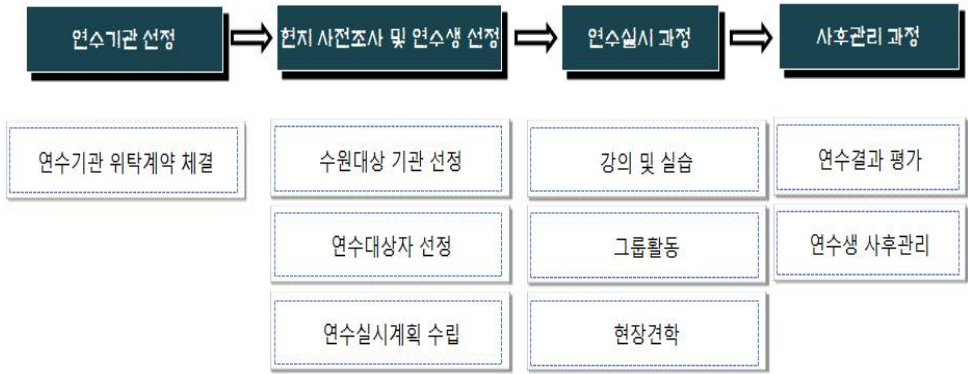 연수기관 선정
현지 사전조사 및 연수생 선정
연수실시 과정
사후관리 과정
연수기관 위탁계약 체결
수원대상 기관 선정
강의 및 실습
연수결과 평가
연수대상자 선정
그룹활동
연수생 사후관리
연수실시계획 수립
현장견학